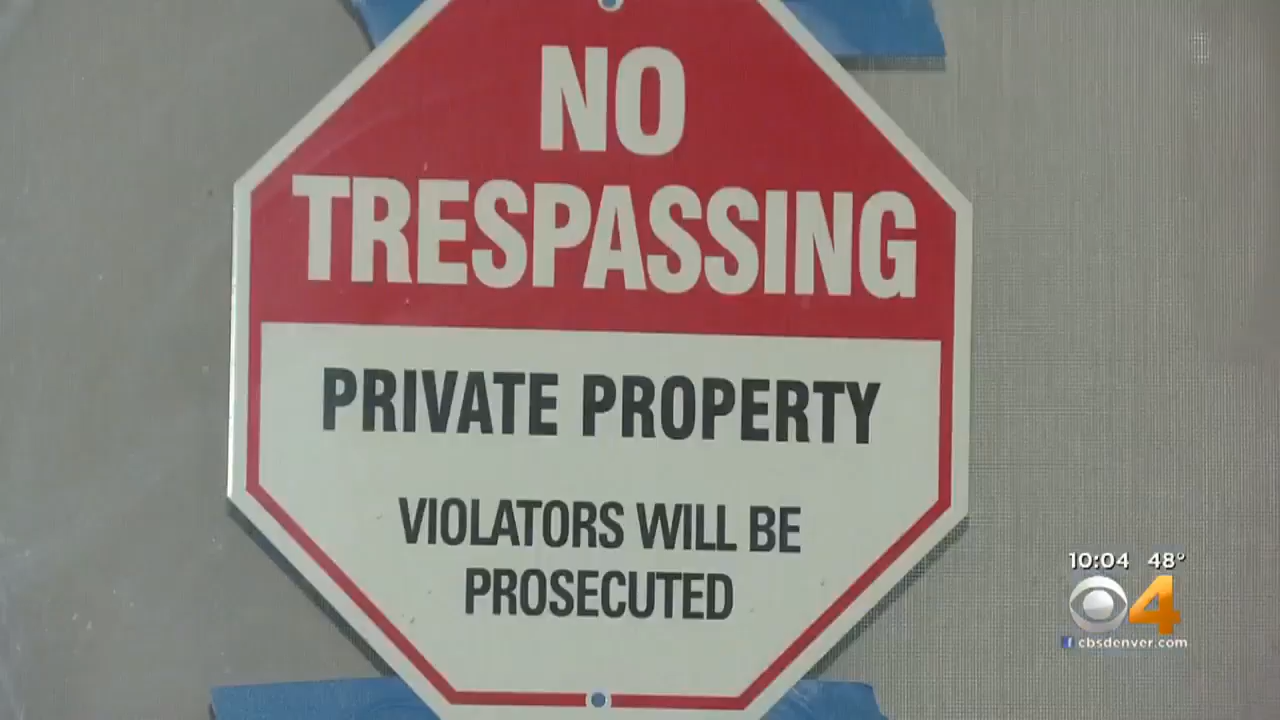 NO
TRESPASSING
PRIVATE PROPERTY
VIOLATORS WILL BE
PROSECUTED
10:04 48°
4
f cbsdenver.com